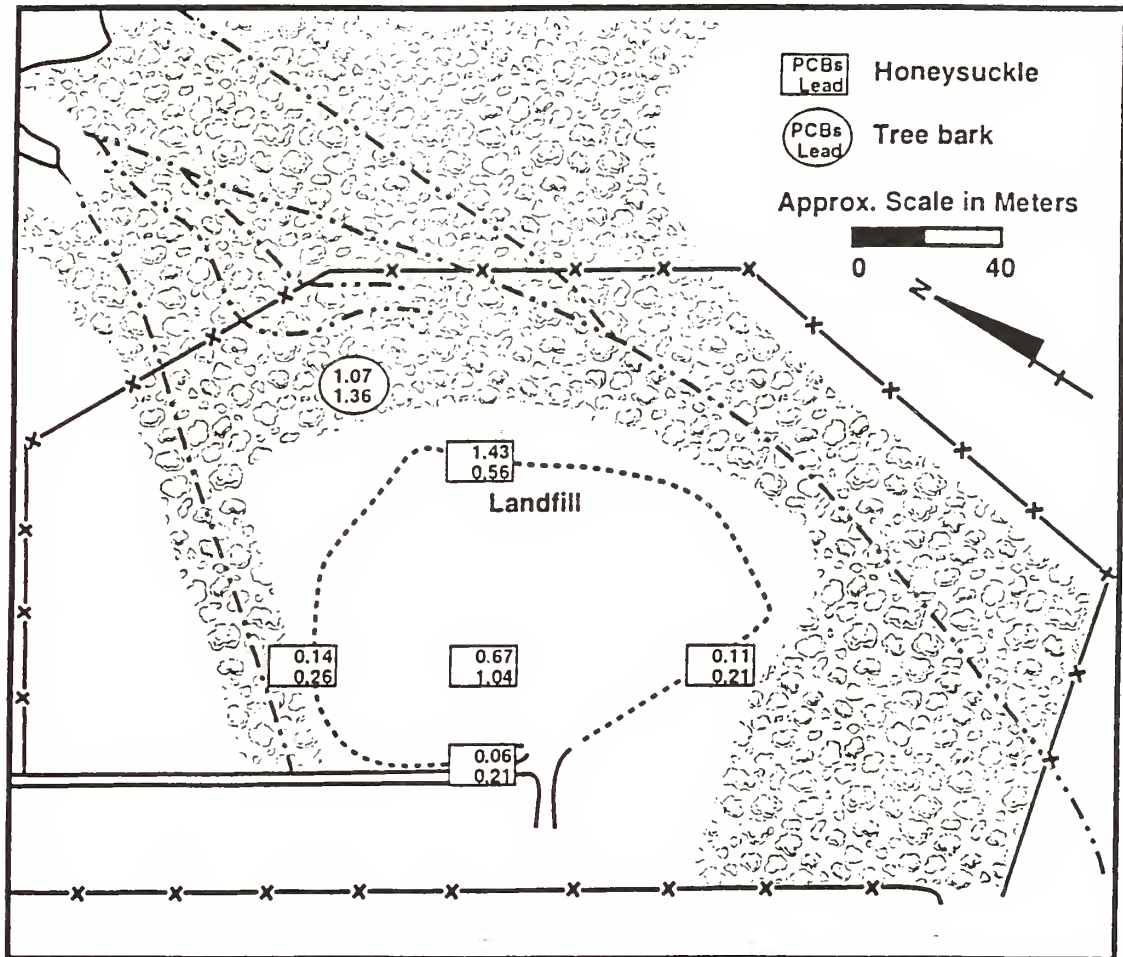 PCBs
Lead
Honeysuckle
PCBs
Lead
Tree bark
Approx. Scale in Meters
0 40
N
1.07
1.36
1.43
0.56
Landfill
0.14
0.26
0.67
1.04
0.11
0.21
0.06
0.21